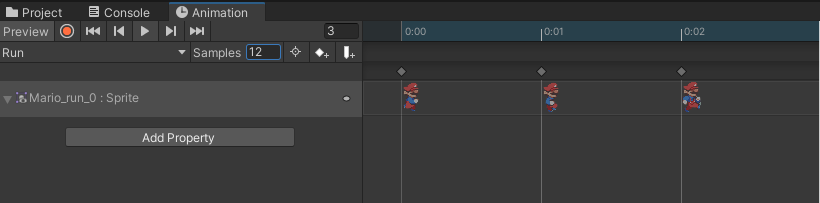 Project Console Animation
Preview 3 0:00 0:01 0:02
Run Samples 12
Mario_run_0 : Sprite
Add Property